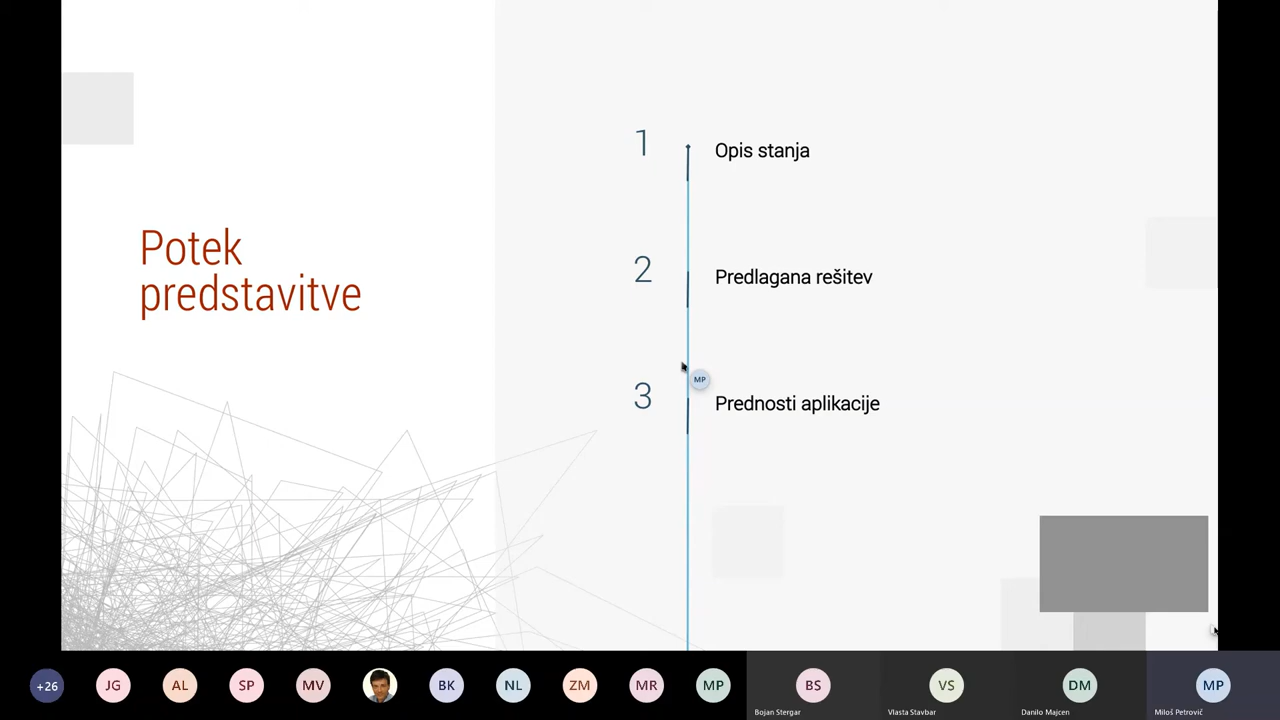 Potek
predstavitve
1
Opis stanja
2
Predlagana rešitev
MP
3
Prednosti aplikacije
+26
JG
AL
SP
MV
BK
NL
ZM
MR
MP
BS
Bojan Stergar
VS
Vlasta Stavbar
DM
Danilo Majcen
MP
Miloš Petrovič